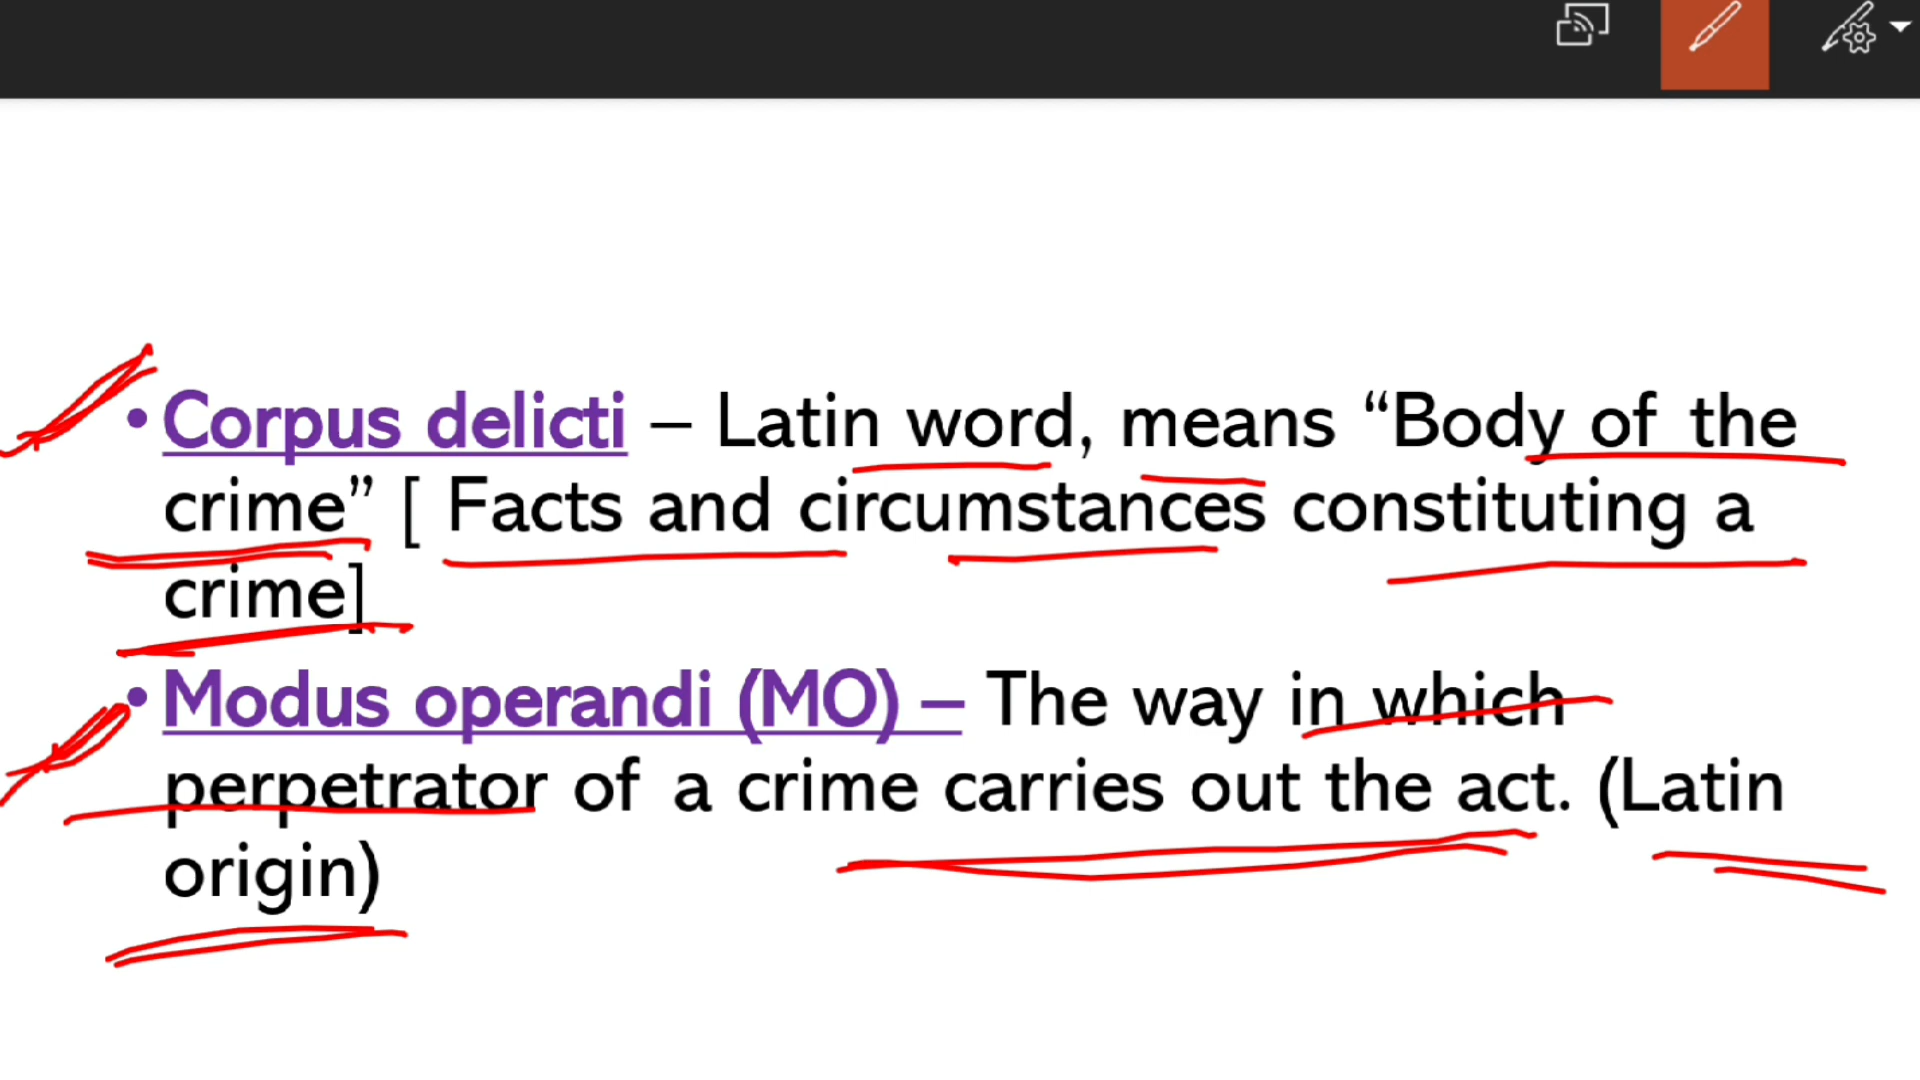 • Corpus delicti – Latin word, means “Body of the
crime” [ Facts and circumstances constituting a
crime]
• Modus operandi (MO) – The way in which
perpetrator of a crime carries out the act. (Latin
origin)